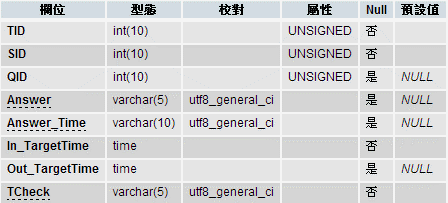 欄位 型態 校對 屬性 Null 預設值
TID int(10) UNSIGNED 否
SID int(10) UNSIGNED 否
QID int(10) UNSIGNED 是 NULL
Answer varchar(5) utf8_general_ci 是 NULL
Answer_Time varchar(10) utf8_general_ci 是 NULL
In_TargetTime time 否
Out_TargetTime time 是 NULL
TCheck varchar(5) utf8_general_ci 否